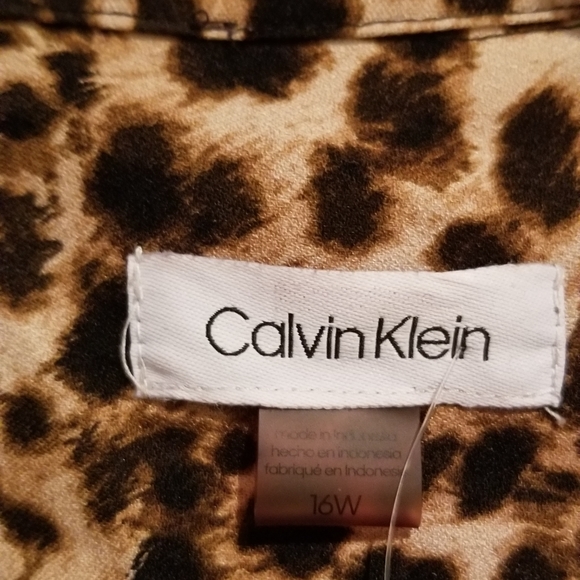 Calvin Klein
made in Indonesia
hecho en indonesia
fabriqué en Indonesie
16W